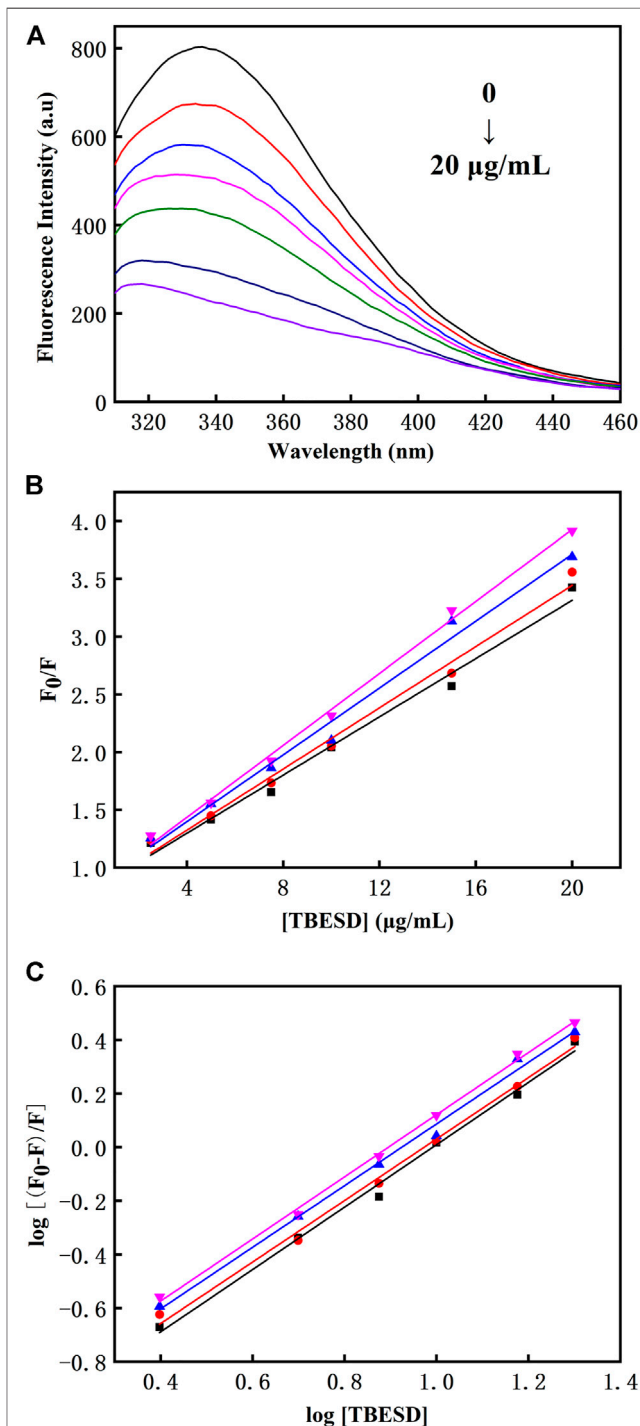 A
800
600
400
200
0
Fluorescence Intensity (a.u)
0
↓
20 μg/mL
320 340 360 380 400 420 440 460
Wavelength (nm)
B
4.0
3.5
3.0
2.5
2.0
1.5
1.0
F0/F
4 8 12 16 20
[TBESD] (μg/mL)
C
0.6
0.4
0.2
0.0
−0.2
−0.4
−0.6
−0.8
log [(F0-F)/F]
0.4 0.6 0.8 1.0 1.2 1.4
log [TBESD]